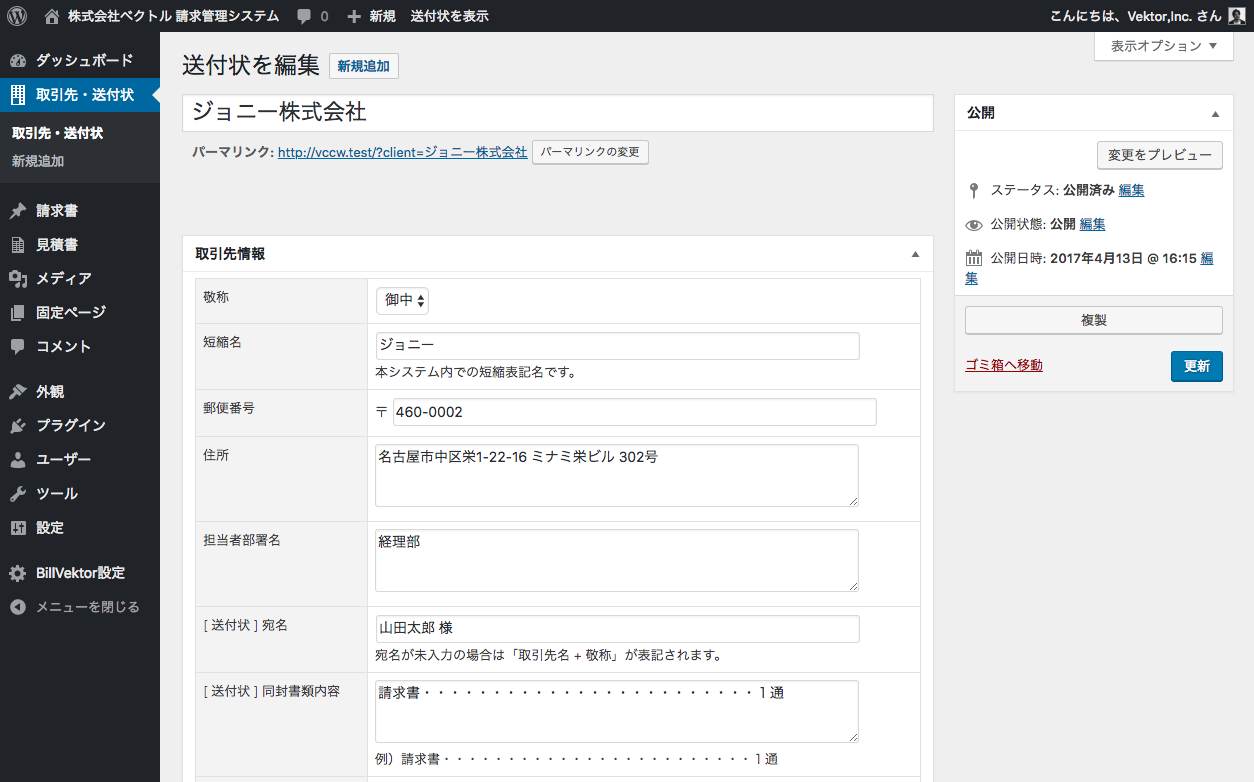 株式会社ベクトル 請求管理システム 0 新規 送付状を表示 こんにちは、Vektor,Inc. さん
表示オプション ▼
ダッシュボード
取引先・送付状
取引先・送付状
新規追加
請求書
見積書
メディア
固定ページ
コメント
外観
プラグイン
ユーザー
ツール
設定
BillVektor設定
メニューを閉じる
送付状を編集 新規追加
ジョニー株式会社
パーマリンク: http://vccw.test/?client=ジョニー株式会社 パーマリンクの変更
取引先情報
敬称 御中
短縮名 ジョニー
本システム内での短縮表記名です。
郵便番号 〒 460-0002
住所 名古屋市中区栄1-22-16 ミナミ栄ビル 302号
担当者部署名 経理部
[ 送付状 ] 宛名 山田太郎 様
宛名が未入力の場合は「取引先名 + 敬称」が表記されます。
[ 送付状 ] 同封書類内容 請求書・・・・・・・・・・・・・・・・・・・・・・・・１通
例）請求書・・・・・・・・・・・・・・・・・・・・・・・・１通
公開
変更をプレビュー
ステータス: 公開済み 編集
公開状態: 公開 編集
公開日時: 2017年4月13日 @ 16:15 編
集
複製
ゴミ箱へ移動 更新